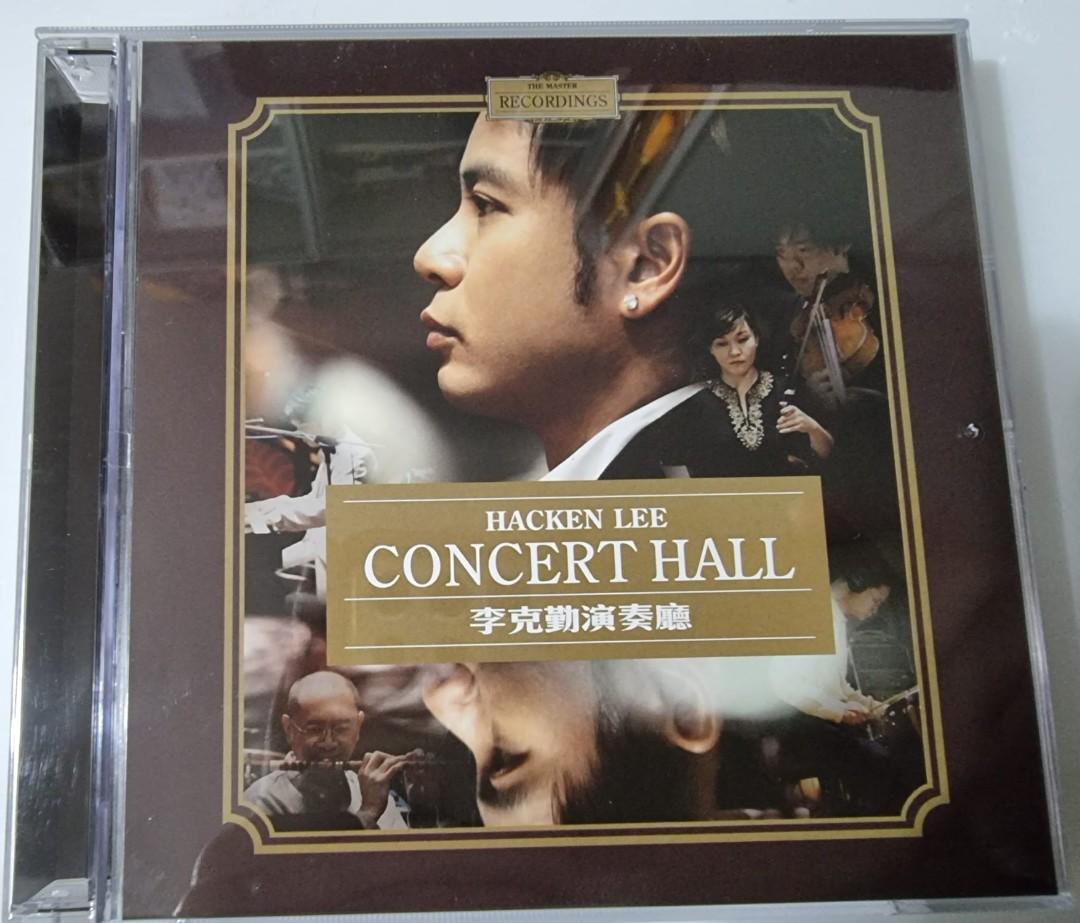 THE MASTER
RECORDINGS
HACKEN LEE
CONCERT HALL
李克勤演奏廳